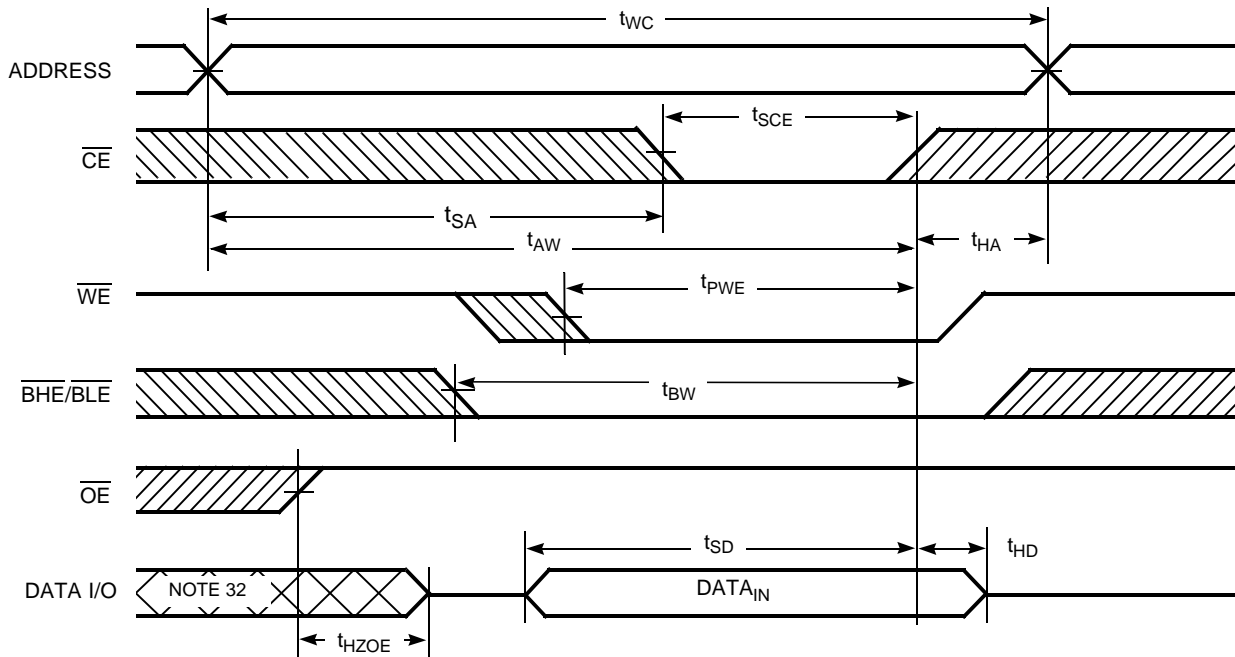 tWC
ADDRESS
tSCE
CE
tSA
tAW
tHA
WE
tPWE
BHE/BLE
tBW
OE
tSD
tHD
DATA I/O
NOTE 32
DATAIN
tHZOE